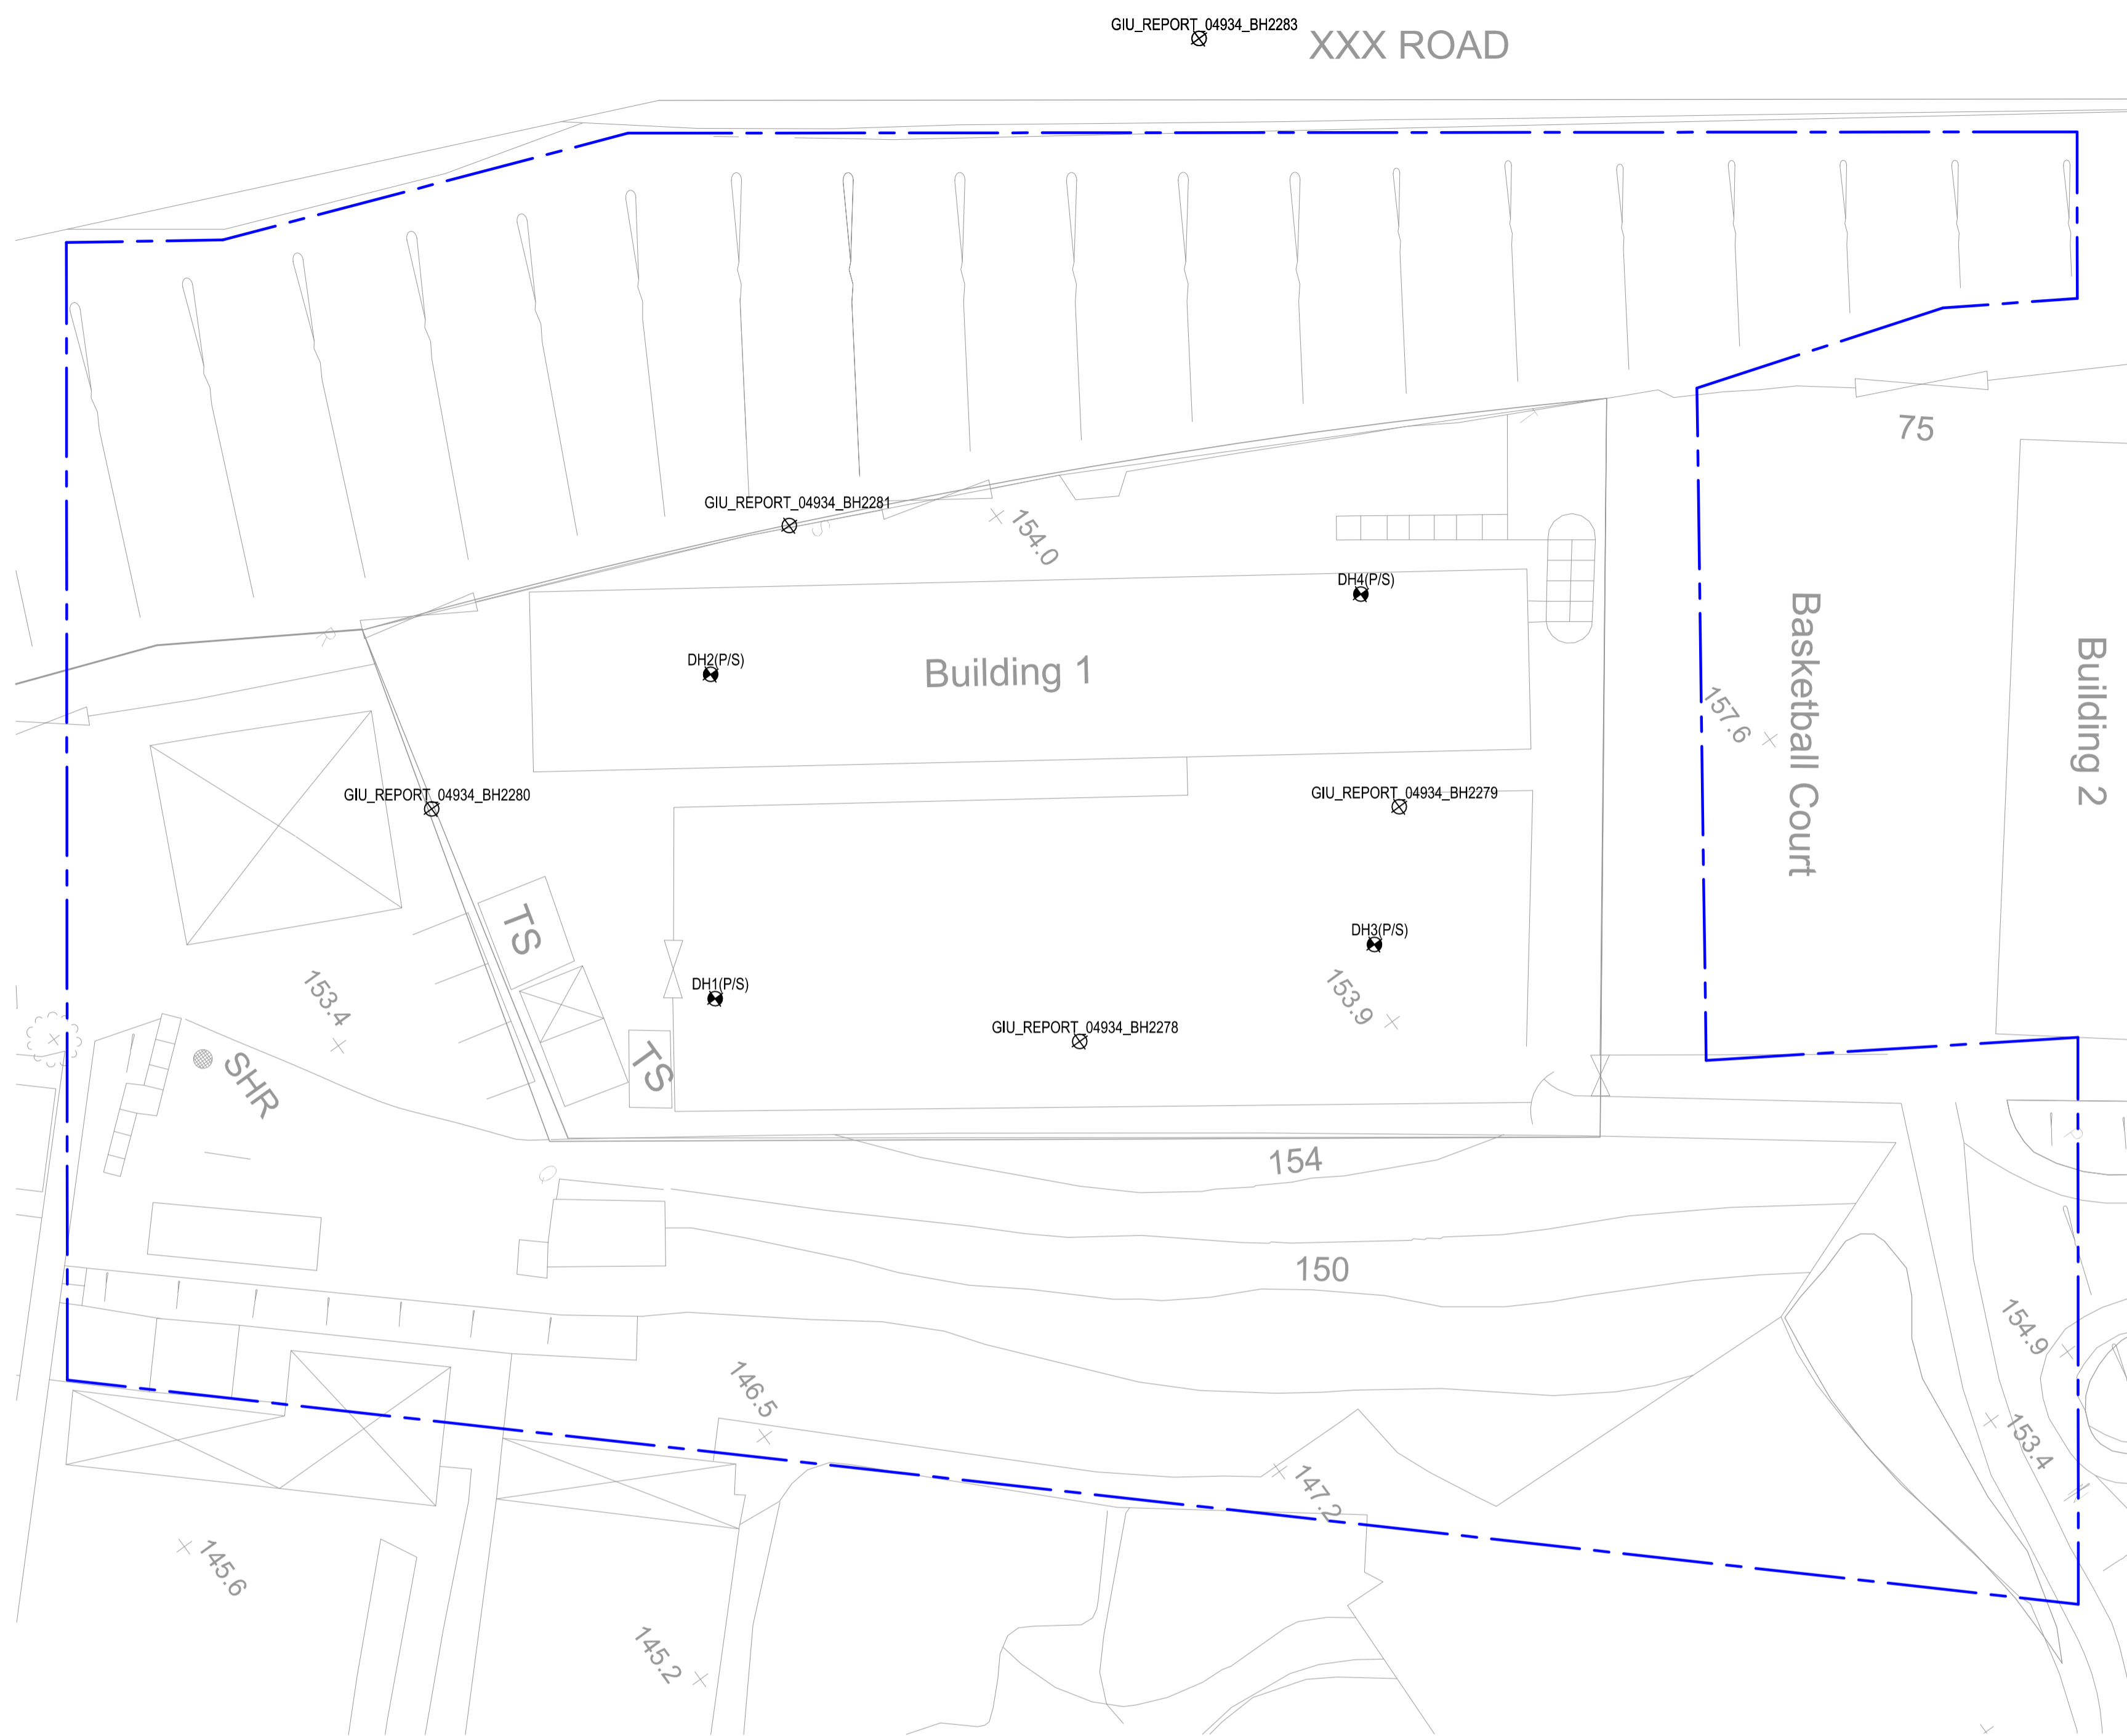 GIU_REPORT_04934_BH2283
XXX ROAD
75
GIU_REPORT_04934_BH2281
154.0
DH4(P/S)
Building 1
DH2(P/S)
Basketball Court
Building 2
157.6
GIU_REPORT_04934_BH2280
GIU_REPORT_04934_BH2279
TS
DH3(P/S)
DH1(P/S)
153.4
153.9
GIU_REPORT_04934_BH2278
SHR
TS
154
150
154.9
146.5
153.4
147.2
145.6
145.2